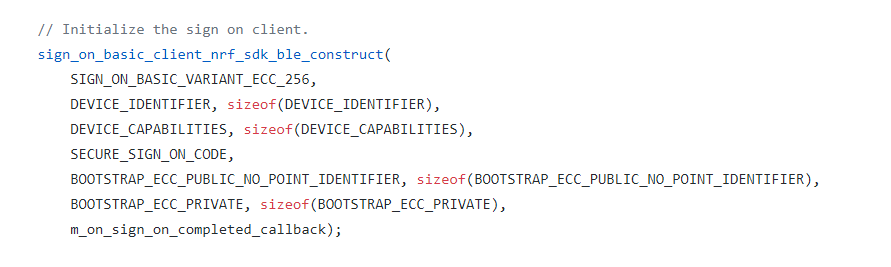 // Initialize the sign on client.
sign_on_basic_client_nrf_sdk_ble_construct(
SIGN_ON_BASIC_VARIANT_ECC_256,
DEVICE_IDENTIFIER, sizeof(DEVICE_IDENTIFIER),
DEVICE_CAPABILITIES, sizeof(DEVICE_CAPABILITIES),
SECURE_SIGN_ON_CODE,
BOOTSTRAP_ECC_PUBLIC_NO_POINT_IDENTIFIER, sizeof(BOOTSTRAP_ECC_PUBLIC_NO_POINT_IDENTIFIER),
BOOTSTRAP_ECC_PRIVATE, sizeof(BOOTSTRAP_ECC_PRIVATE),
m_on_sign_on_completed_callback);